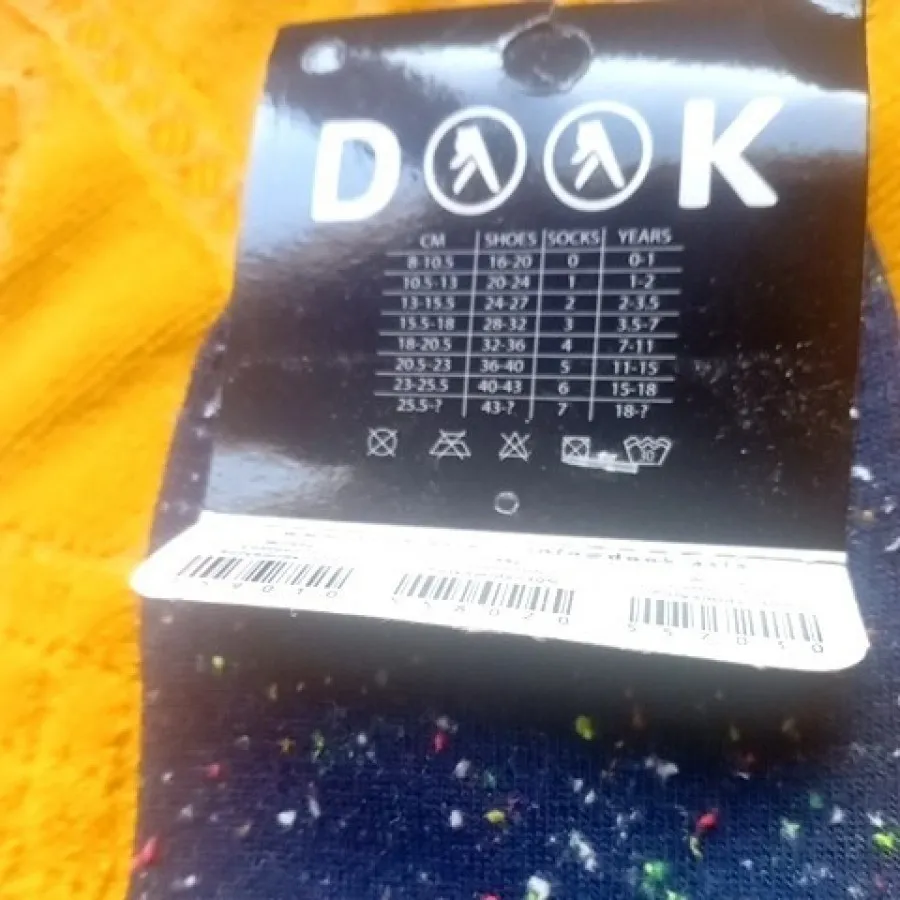 DOOK
CM SHOES SOCKS YEARS
8-10.5 16-20 0 0-1
10.5-13 20-24 1 1-2
13-15.5 24-27 2 2-3.5
15.5-18 28-32 3 3.5-7
18-20.5 32-36 4 7-11
20.5-23 36-40 5 11-15
23-25.5 40-43 6 15-18
25.5-? 43-? 7 18-?
30